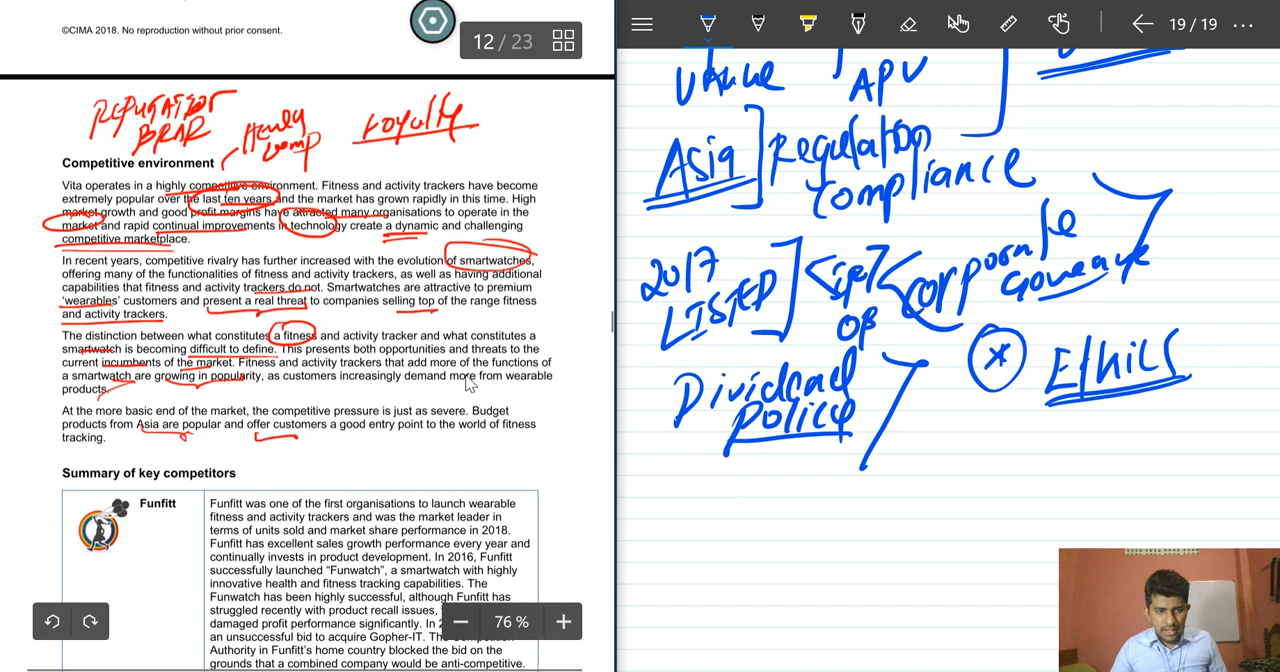 ©CIMA 2018. No reproduction without prior consent.
12 / 23
REPUTATION
BRAR
Heavy
comp
Loyalty
Competitive environment
Vita operates in a highly competitive environment. Fitness and activity trackers have become
extremely popular over the last ten years and the market has grown rapidly in this time. High
market growth and good profit margins have attracted many organisations to operate in the
market and rapid continual improvements in technology create a dynamic and challenging
competitive marketplace.
In recent years, competitive rivalry has further increased with the evolution of smartwatches,
offering many of the functionalities of fitness and activity trackers, as well as having additional
capabilities that fitness and activity trackers do not. Smartwatches are attractive to premium
'wearables' customers and present a real threat to companies selling top of the range fitness
and activity trackers.
The distinction between what constitutes a fitness and activity tracker and what constitutes a
smartwatch is becoming difficult to define. This presents both opportunities and threats to the
current incumbents of the market. Fitness and activity trackers that add more of the functions of
a smartwatch are growing in popularity, as customers increasingly demand more from wearable
products.
At the more basic end of the market, the competitive pressure is just as severe. Budget
products from Asia are popular and offer customers a good entry point to the world of fitness
tracking.
Summary of key competitors
Funfitt
Funfitt was one of the first organisations to launch wearable
fitness and activity trackers and was the market leader in
terms of units sold and market share performance in 2018.
Funfitt has excellent sales growth performance every year and
continually invests in product development. In 2016, Funfitt
successfully launched "Funwatch", a smartwatch with highly
innovative health and fitness tracking capabilities. The
Funwatch has been highly successful, although Funfitt has
struggled recently with product recall issues,
damaged profit performance significantly. In 2
an unsuccessful bid to acquire Gopher-IT. The Competition
Authority in Funfitt's home country blocked the bid on the
grounds that a combined company would be anti-competitive.
76 %
19 / 19
Value
APV
Asia
Regulation
Compliance
2017
LISTED
Corporate
Goveange
Dividend
Policy
Ethics